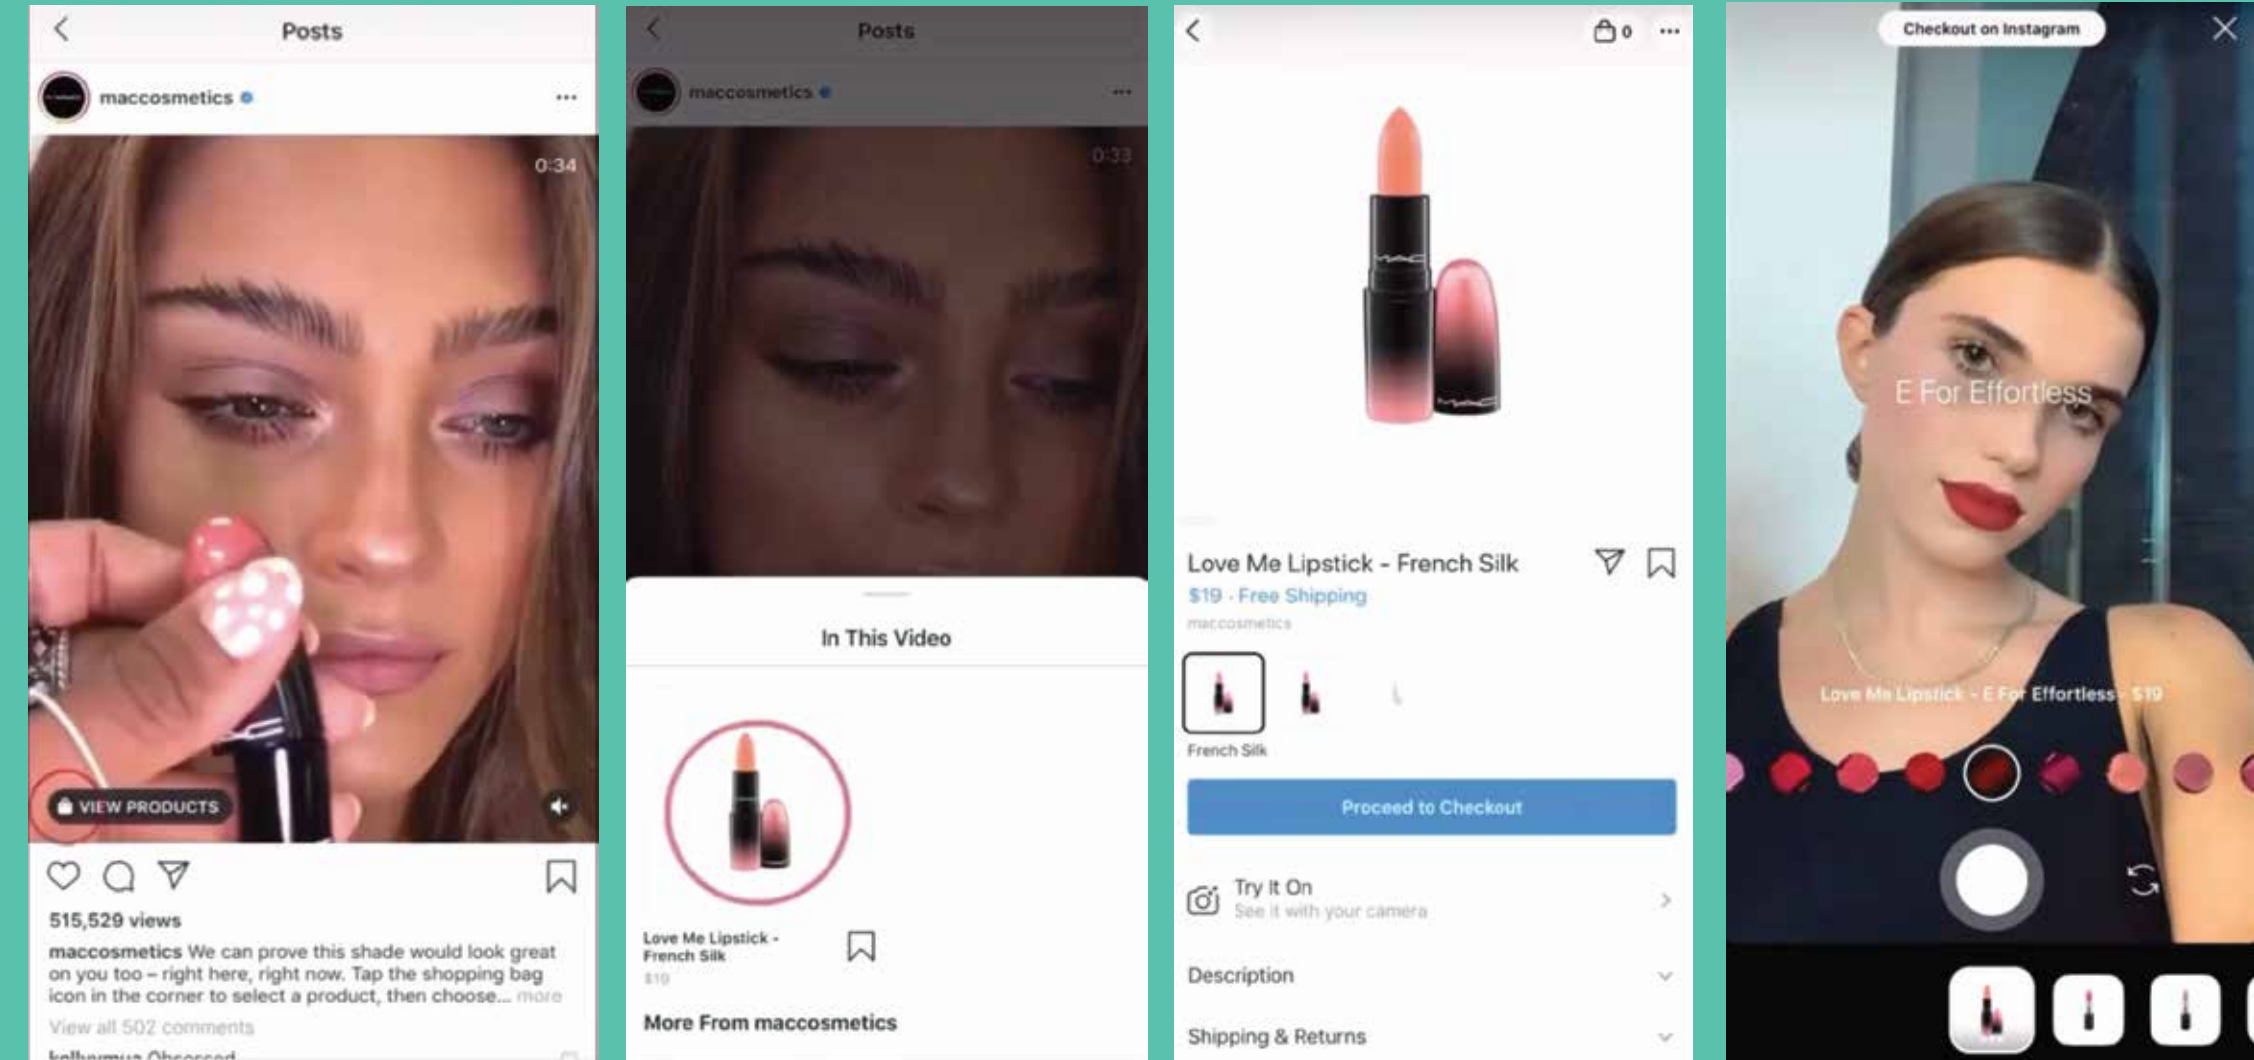 Posts
maccosmetics
0:34
VIEW PRODUCTS
515,529 views
maccosmetics We can prove this shade would look great
on you too – right here, right now. Tap the shopping bag
icon in the corner to select a product, then choose... more
View all 502 comments
Posts
maccosmetics
0:33
In This Video
Love Me Lipstick -
French Silk
$19
More From maccosmetics
0
MAC
MAC
Love Me Lipstick - French Silk
$19 · Free Shipping
maccosmetics
French Silk
Proceed to Checkout
Try It On
See it with your camera
Description
Shipping & Returns
Checkout on Instagram
E For Effortless
Love Me Lipstick - E For Effortless - $19